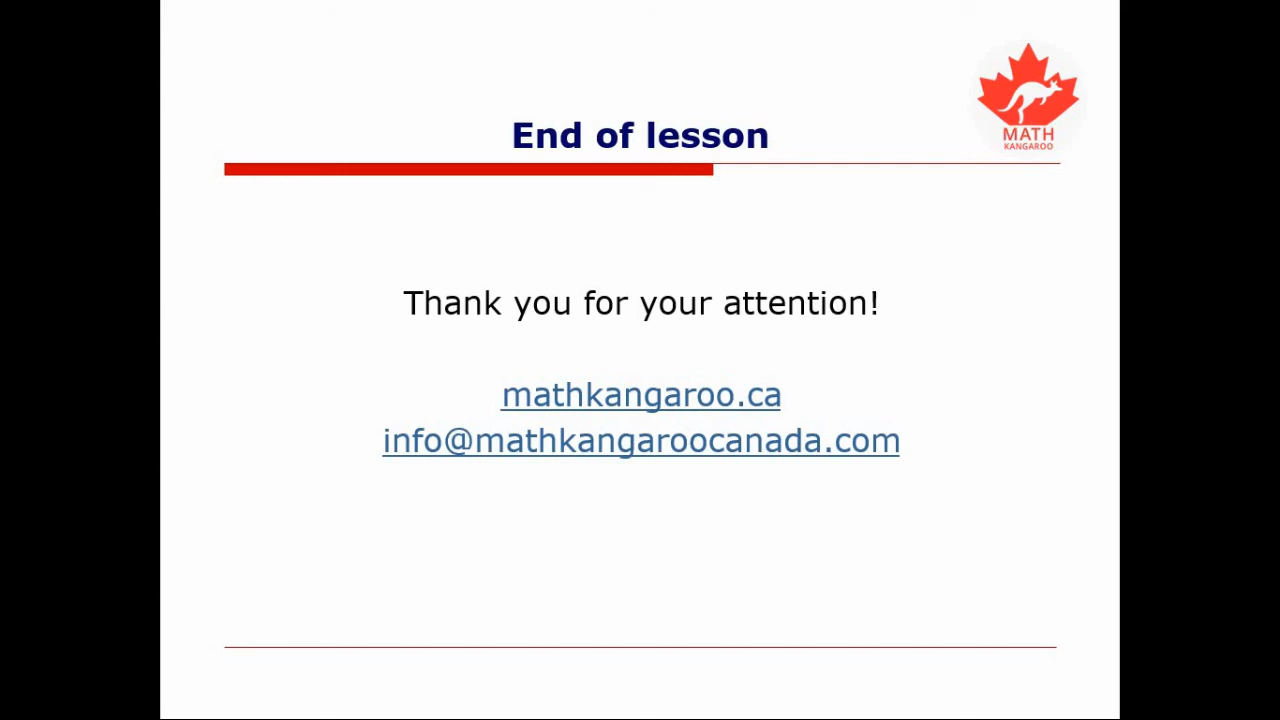 MATH
KANGAROO
End of lesson
Thank you for your attention!
mathkangaroo.ca
info@mathkangaroocanada.com